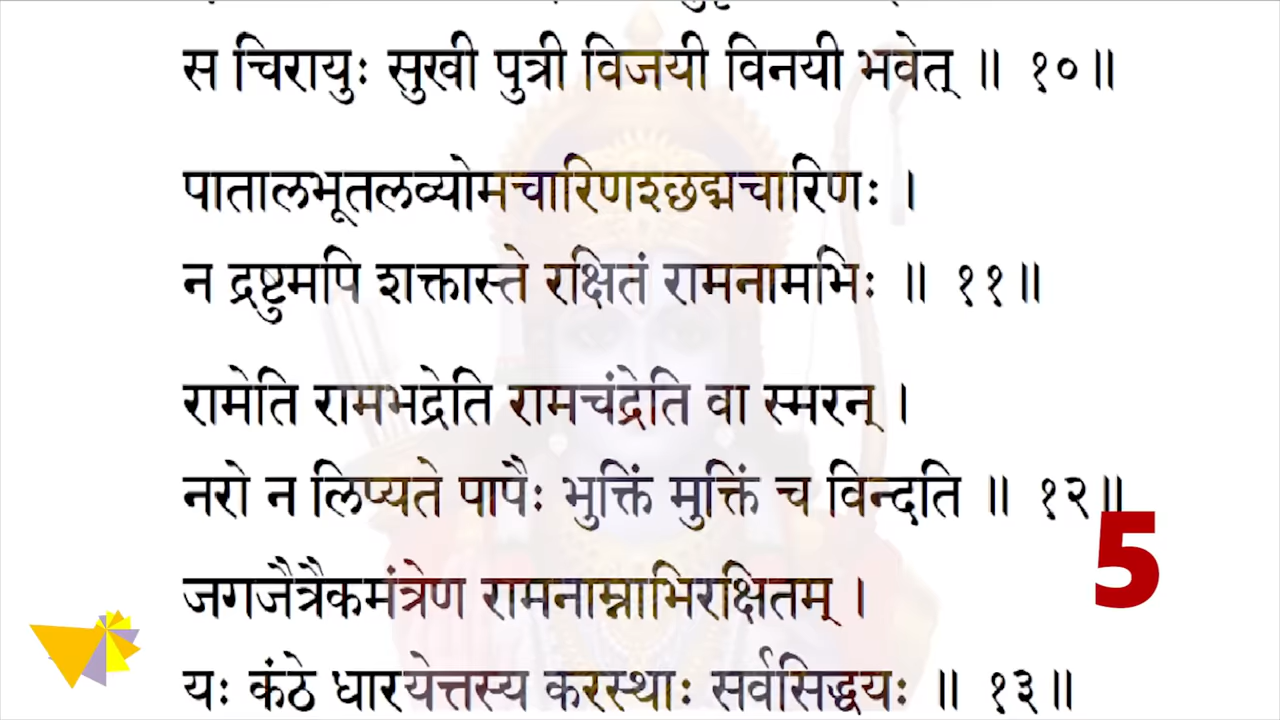 स चिरायुः सुखी पुत्री विजयी विनयी भवेत् ॥ १०॥
पातालभूतलव्योमचारिणश्छद्मचारिणः ।
न द्रष्टुमपि शक्तास्ते रक्षितं रामनामभिः ॥ ११॥
रामेति रामभद्रेति रामचंद्रेति वा स्मरन् ।
नरो न लिप्यते पापैः भुक्तिं मुक्तिं च विन्दति ॥ १२॥
5
जगजैत्रैकमंत्रेण रामनाम्नाभिरक्षितम् ।
यः कंठे धारयेत्तस्य करस्थाः सर्वसिद्धयः ॥ १३॥